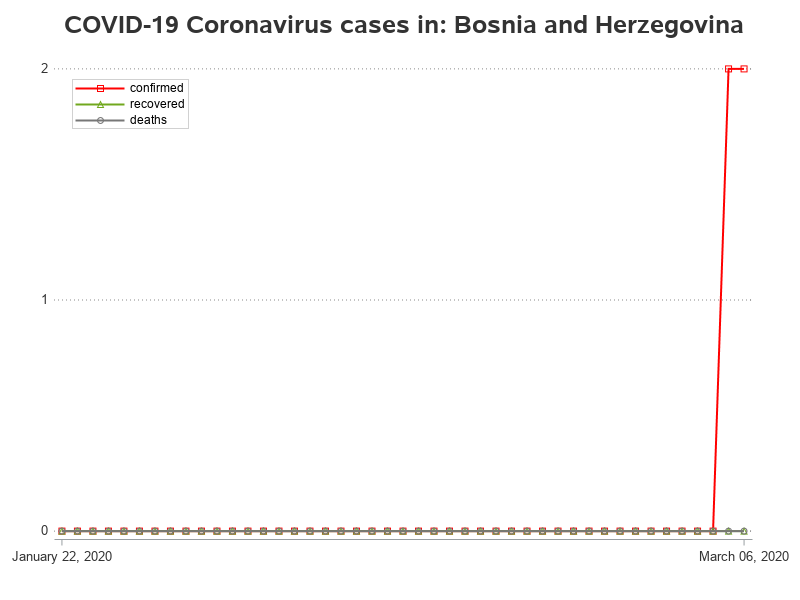 COVID-19 Coronavirus cases in: Bosnia and Herzegovina
2
confirmed
recovered
deaths
1
0
January 22, 2020
March 06, 2020